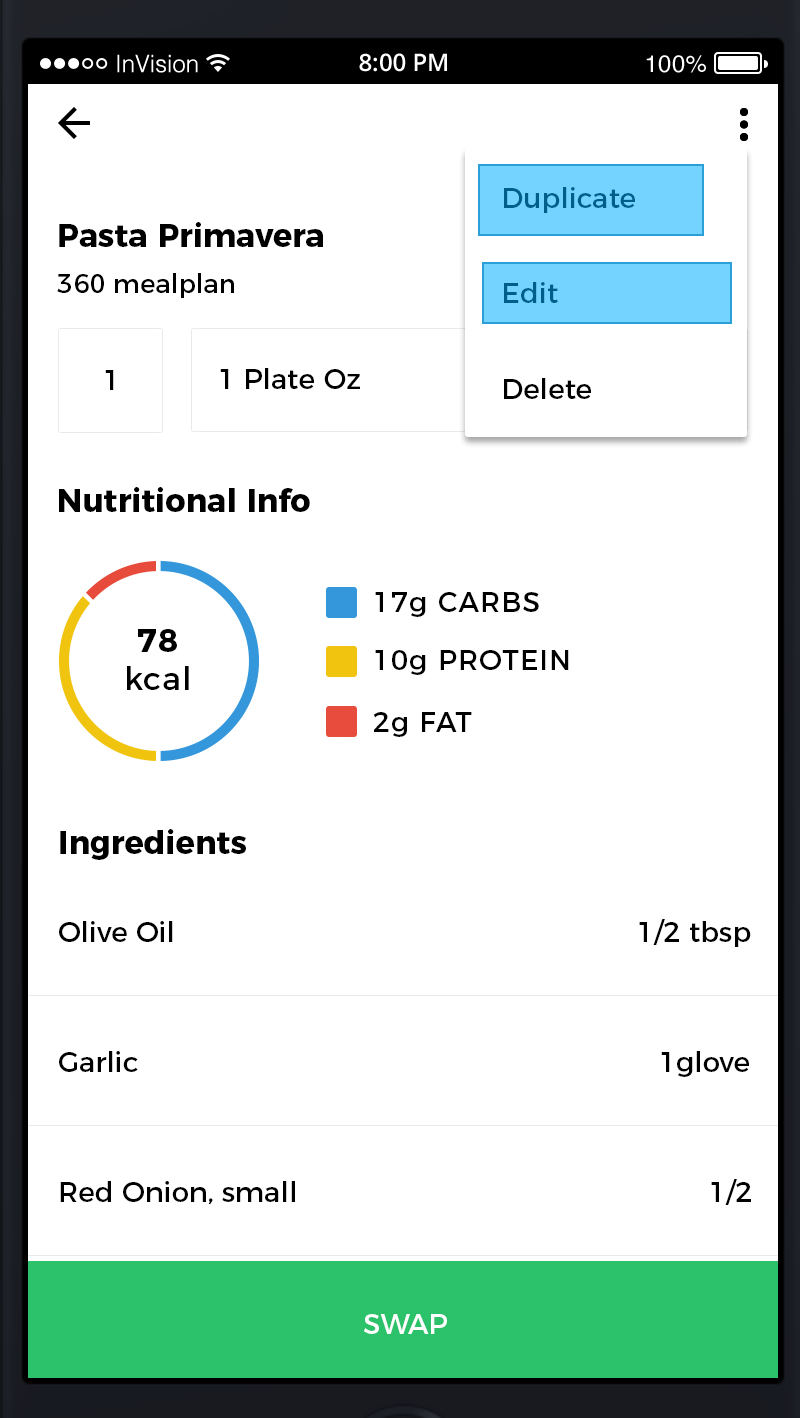 InVision 8:00 PM 100%
Duplicate
Pasta Primavera
360 mealplan
Edit
1 1 Plate Oz
Delete
Nutritional Info
78
kcal
17g CARBS
10g PROTEIN
2g FAT
Ingredients
Olive Oil 1/2 tbsp
Garlic 1glove
Red Onion, small 1/2
SWAP